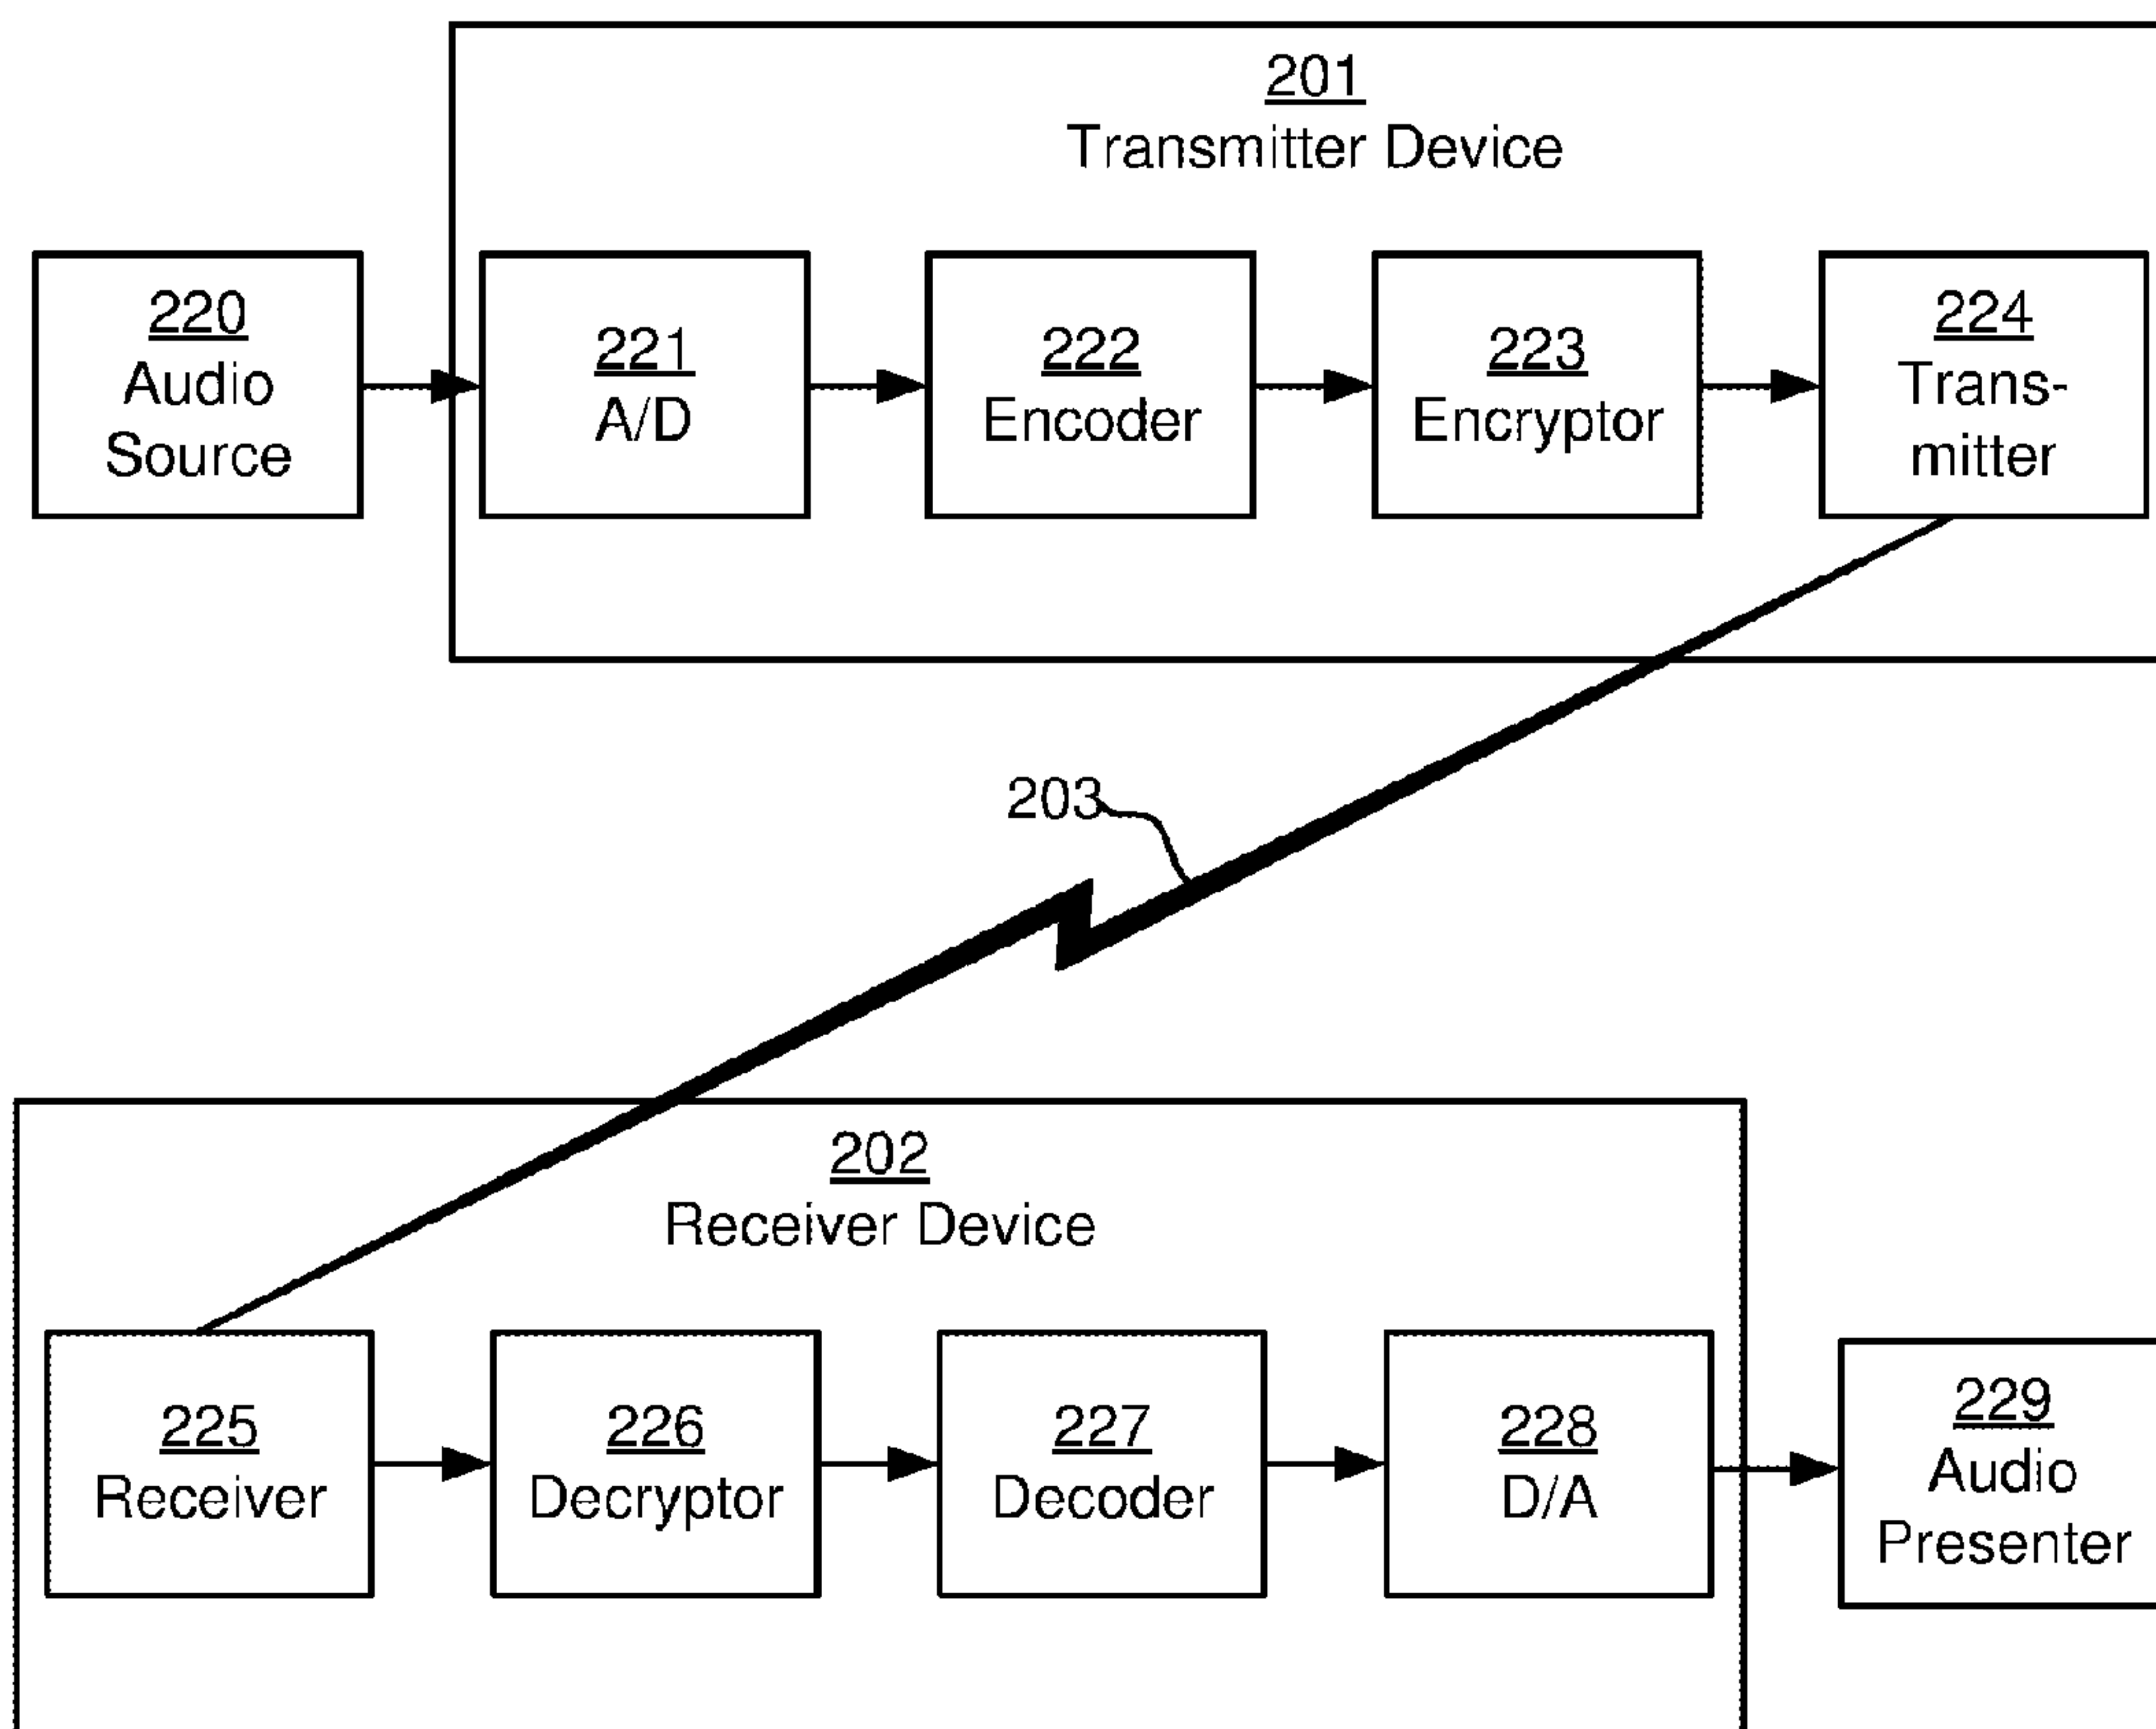 201
Transmitter Device
220
Audio
Source
221
A/D
222
Encoder
223
Encryptor
224
Trans-
mitter
203
202
Receiver Device
225
Receiver
226
Decryptor
227
Decoder
228
D/A
229
Audio
Presenter